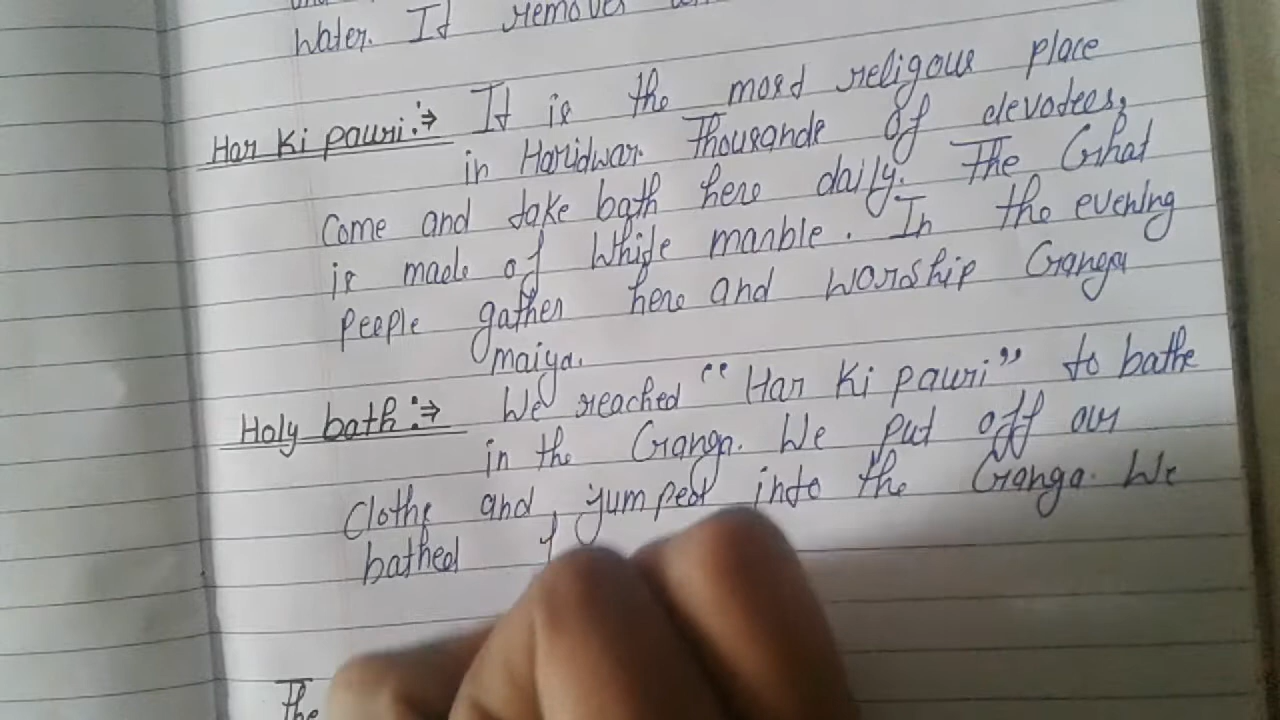 Water. It removes
Har Ki pauri :⇒ It is the most religous place
in Haridwar. Thousands of devotees,
Come and take bath here daily. The Ghat
is made of White marble. In the evening
peeple gather here and worship Ganga
maiya.
Holy bath :⇒ We reached "Har Ki pauri" to bathe
in the Ganga. We put off our
Clothe and jumped into the Ganga. We
bathed
The